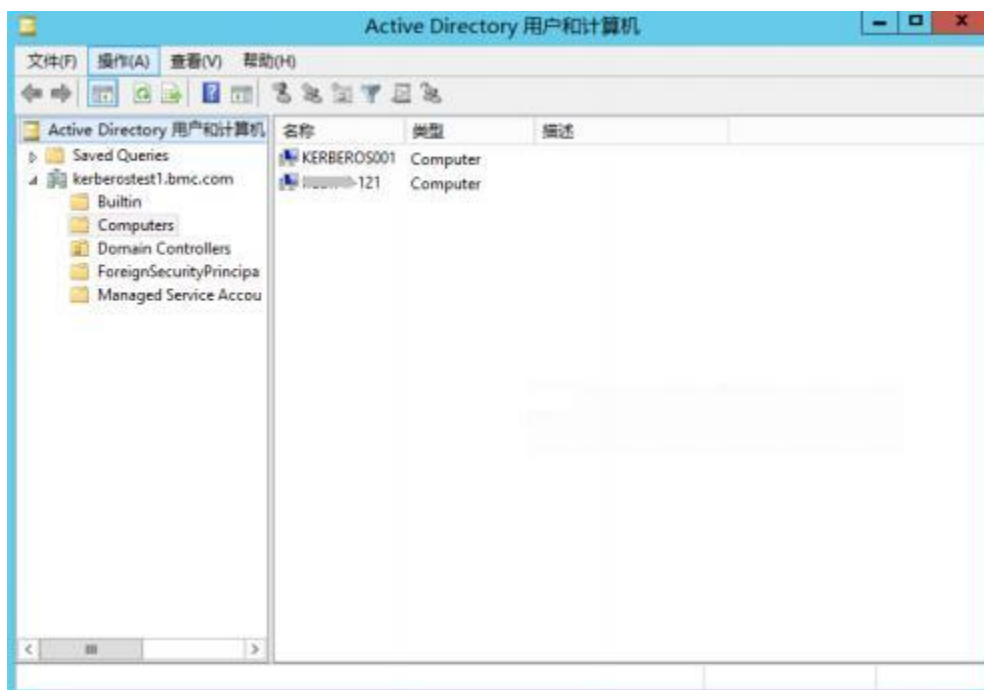 Active Directory 用户和计算机
文件(F) 操作(A) 查看(V) 帮助(H)
Active Directory 用户和计算机
Saved Queries
kerberostest1.bmc.com
Builtin
Computers
Domain Controllers
ForeignSecurityPrincipa
Managed Service Accou
名称 类型 描述
KERBEROS001 Computer
-121 Computer